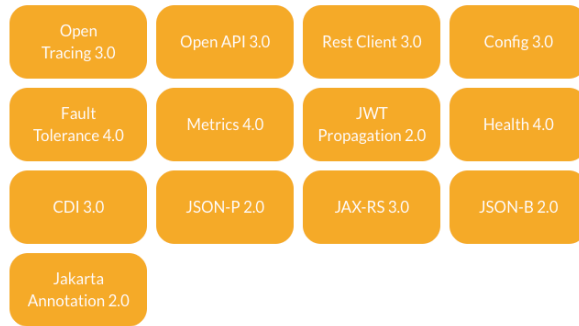 Open
Tracing 3.0
Open API 3.0
Rest Client 3.0
Config 3.0
Fault
Tolerance 4.0
Metrics 4.0
JWT
Propagation 2.0
Health 4.0
CDI 3.0
JSON-P 2.0
JAX-RS 3.0
JSON-B 2.0
Jakarta
Annotation 2.0